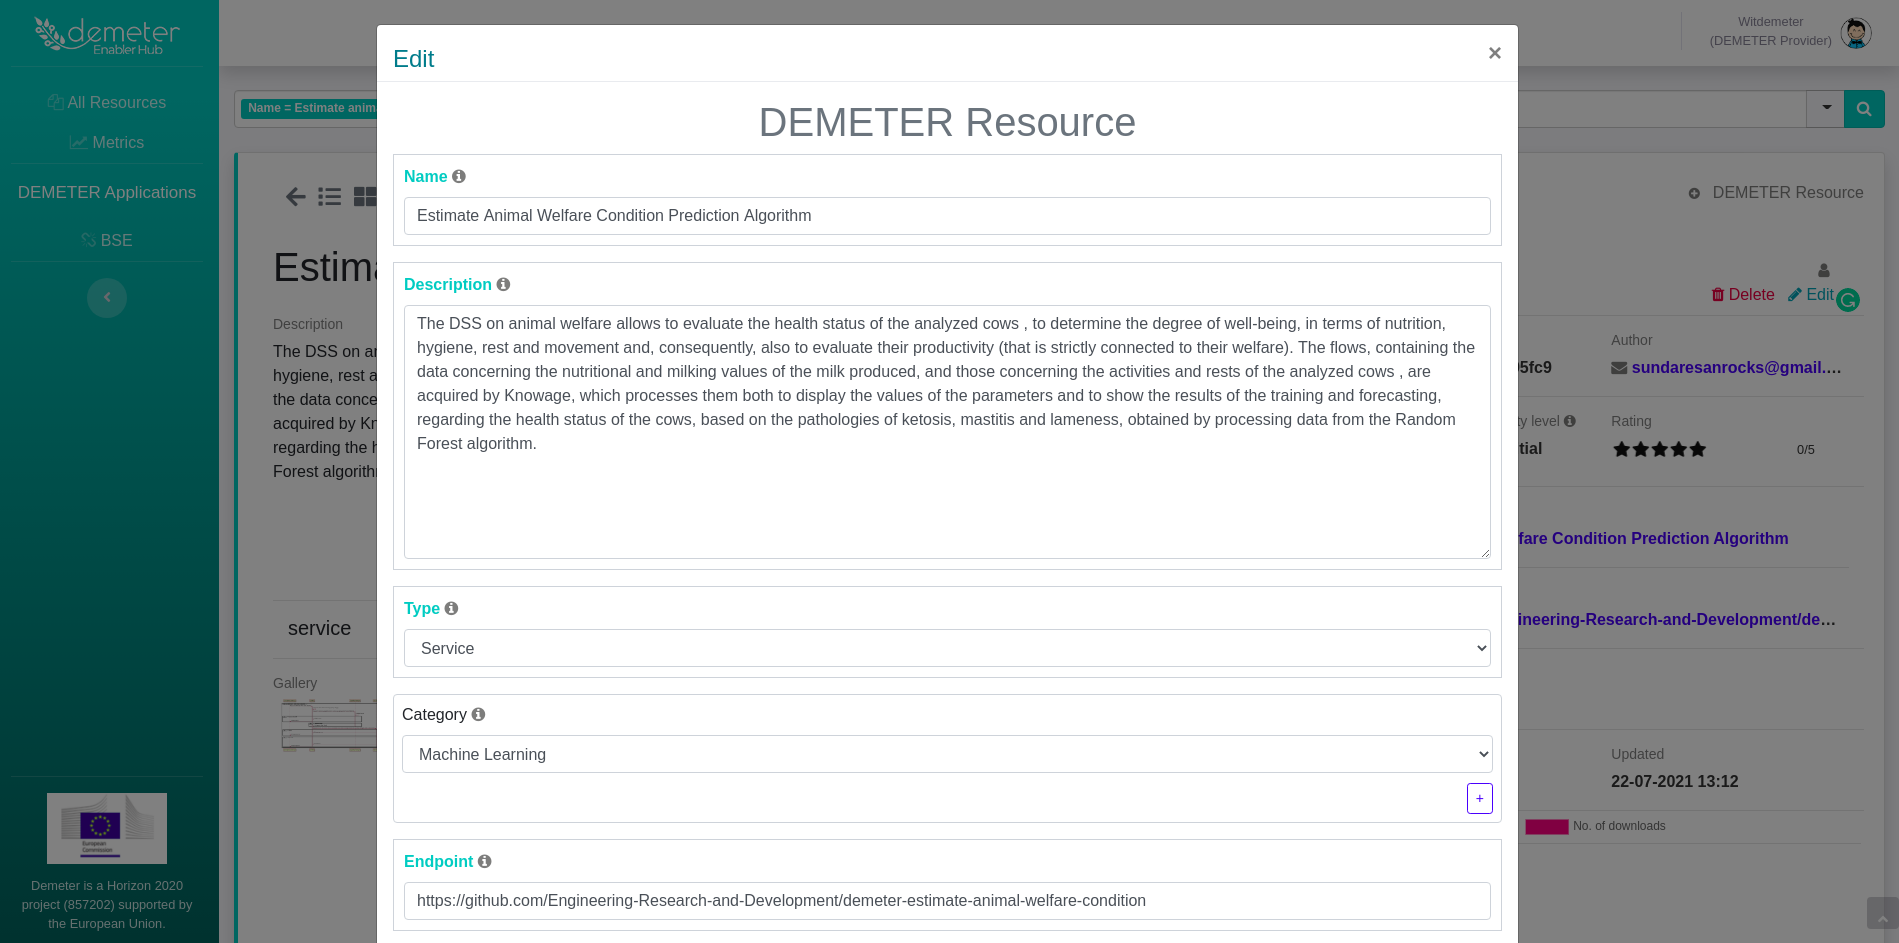 demeter
Enabler Hub
All Resources
Metrics
DEMETER Applications
BSE
European
Commission
Demeter is a Horizon 2020
project (857202) supported by
the European Union.
Witdemeter
(DEMETER Provider)
Name = Estimate anima
DEMETER Resource
Estima
Delete
Edit
Description
The DSS on an
hygiene, rest a
the data concer
acquired by Kn
regarding the h
Forest algorithm
service
Gallery
Author
05fc9
sundaresanrocks@gmail....
ty level
Rating
tial
0/5
fare Condition Prediction Algorithm
ineering-Research-and-Development/de...
Updated
22-07-2021 13:12
No. of downloads
Edit
×
DEMETER Resource
Name
Estimate Animal Welfare Condition Prediction Algorithm
Description
The DSS on animal welfare allows to evaluate the health status of the analyzed cows , to determine the degree of well-being, in terms of nutrition,
hygiene, rest and movement and, consequently, also to evaluate their productivity (that is strictly connected to their welfare). The flows, containing the
data concerning the nutritional and milking values of the milk produced, and those concerning the activities and rests of the analyzed cows , are
acquired by Knowage, which processes them both to display the values of the parameters and to show the results of the training and forecasting,
regarding the health status of the cows, based on the pathologies of ketosis, mastitis and lameness, obtained by processing data from the Random
Forest algorithm.
Type
Service
Category
Machine Learning
+
Endpoint
https://github.com/Engineering-Research-and-Development/demeter-estimate-animal-welfare-condition